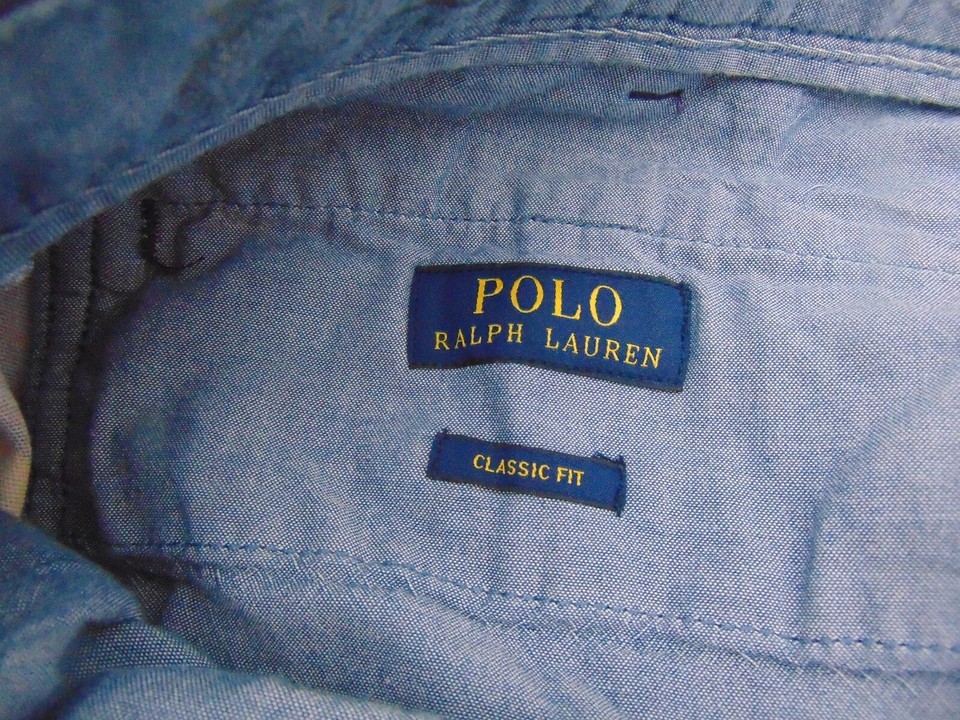 POLO
RALPH LAUREN
CLASSIC FIT